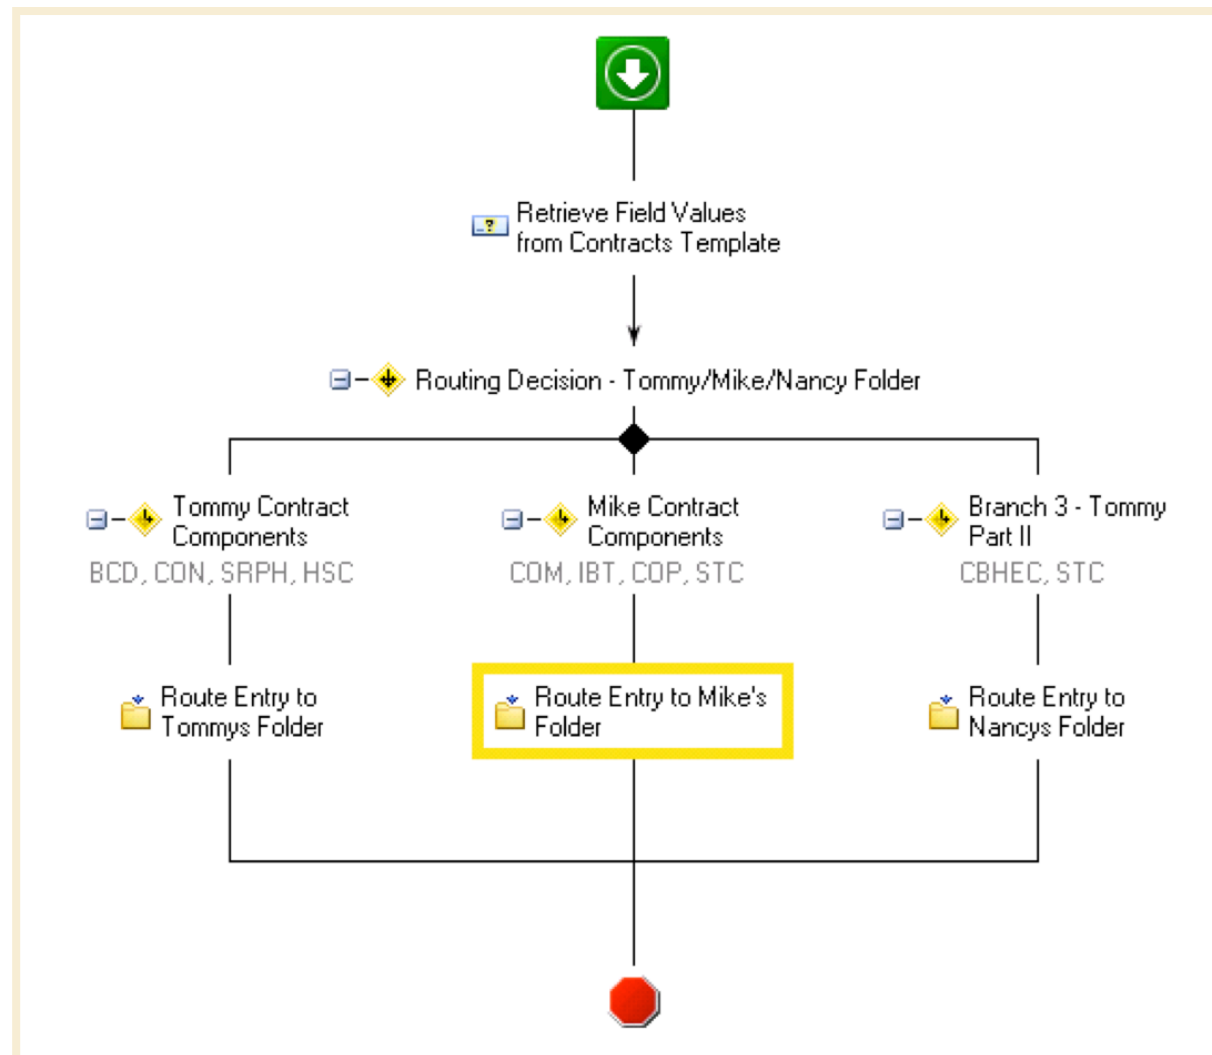 Retrieve Field Values
from Contracts Template
Routing Decision - Tommy/Mike/Nancy Folder
Tommy Contract
Components
BCD, CON, SRPH, HSC
Mike Contract
Components
COM, IBT, COP, STC
Branch 3 - Tommy
Part II
CBHEC, STC
Route Entry to
Tommys Folder
Route Entry to Mike's
Folder
Route Entry to
Nancys Folder